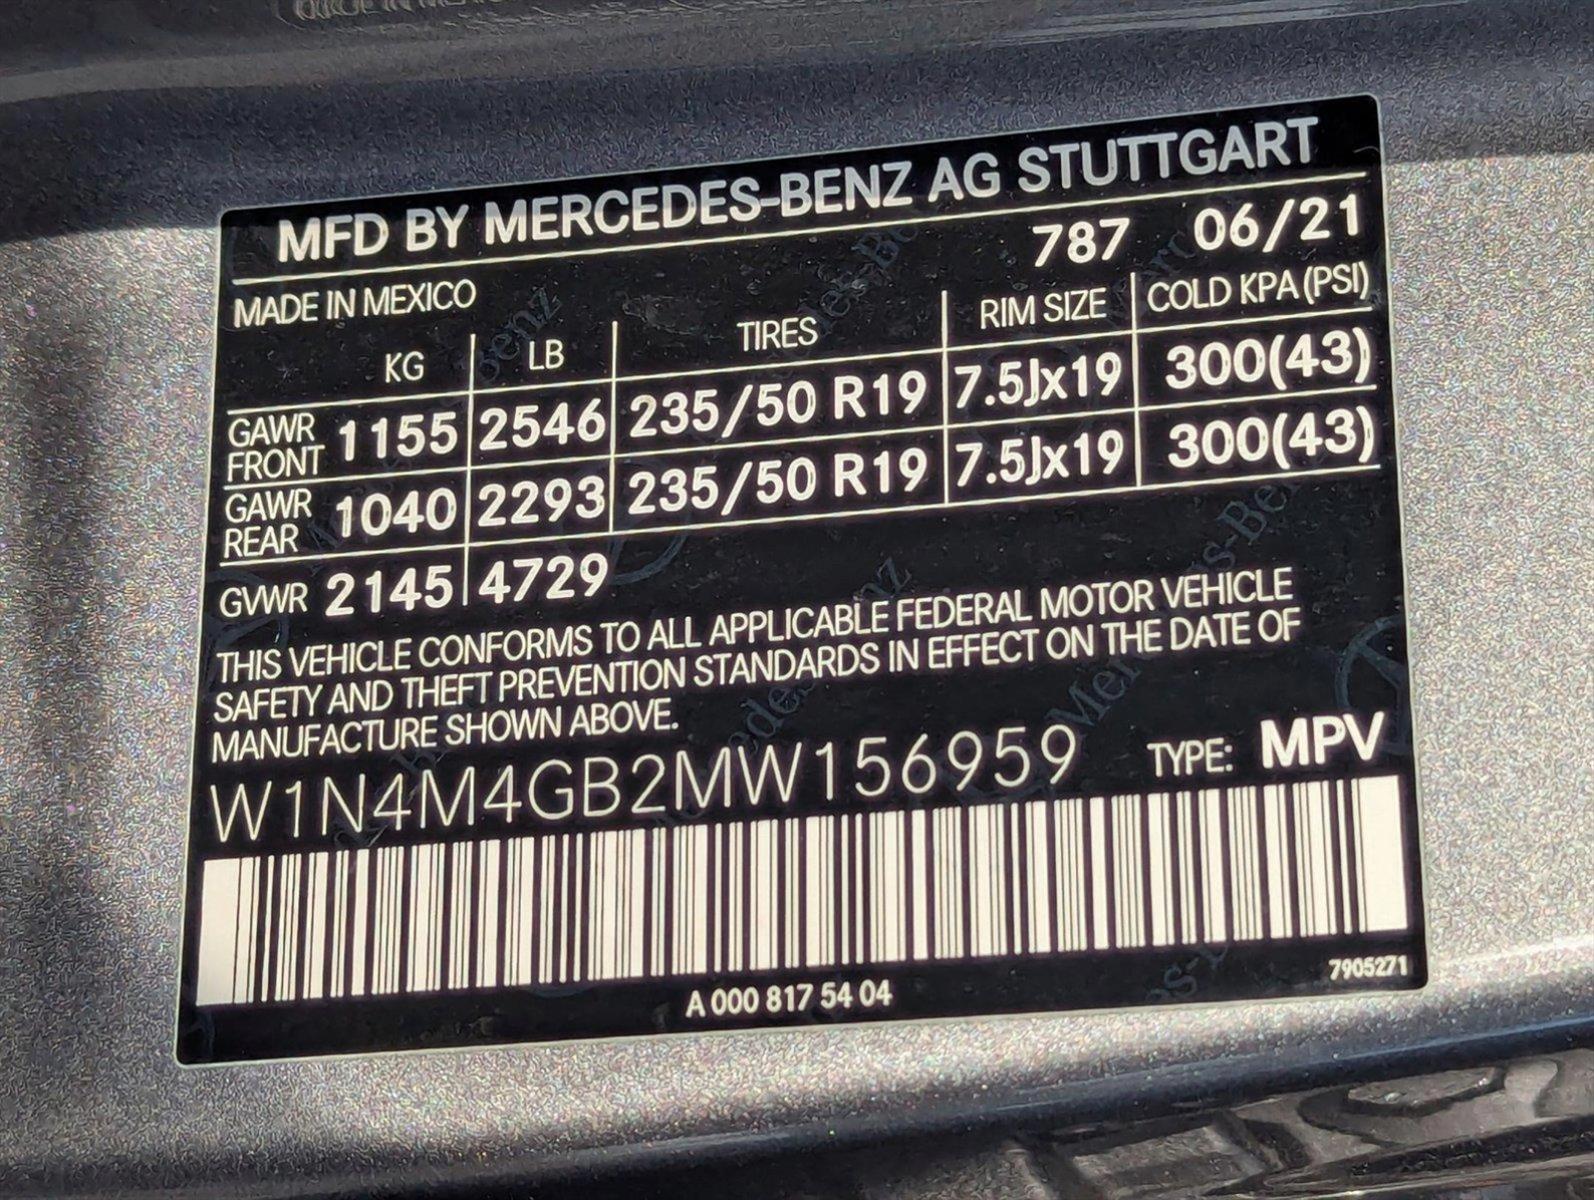 MFD BY MERCEDES-BENZ AG STUTTGART
787 06/21
MADE IN MEXICO
KG LB TIRES RIM SIZE COLD KPA (PSI)
GAWR FRONT 1155 2546 235/50 R19 7.5Jx19 300(43)
GAWR REAR 1040 2293 235/50 R19 7.5Jx19 300(43)
GVWR 2145 4729
THIS VEHICLE CONFORMS TO ALL APPLICABLE FEDERAL MOTOR VEHICLE
SAFETY AND THEFT PREVENTION STANDARDS IN EFFECT ON THE DATE OF
MANUFACTURE SHOWN ABOVE.
W1N4M4GB2MW156959 TYPE: MPV
A 000 817 54 04
7905271